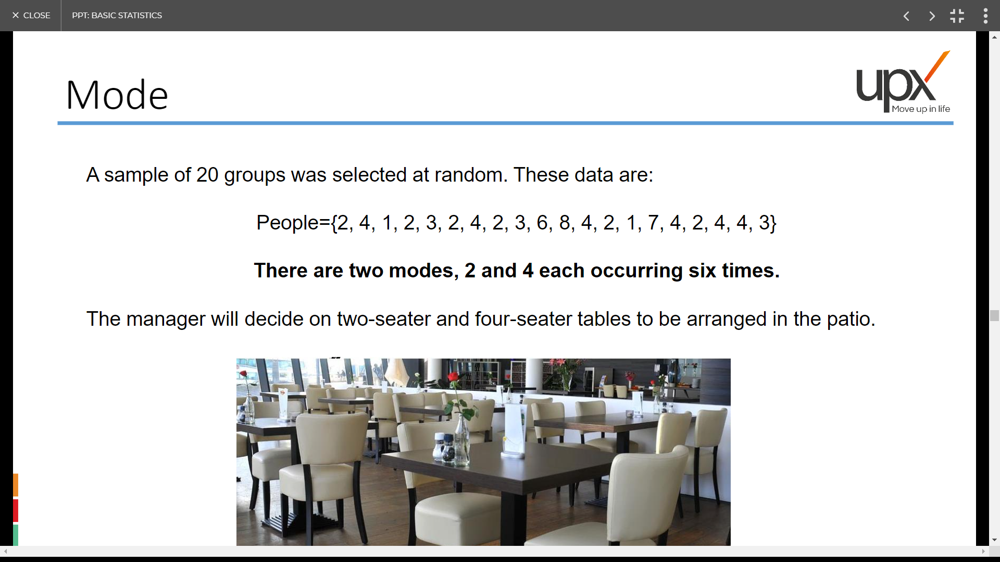 CLOSE
PPT: BASIC STATISTICS
upx
Move up in life
Mode
A sample of 20 groups was selected at random. These data are:
People={2, 4, 1, 2, 3, 2, 4, 2, 3, 6, 8, 4, 2, 1, 7, 4, 2, 4, 4, 3}
There are two modes, 2 and 4 each occurring six times.
The manager will decide on two-seater and four-seater tables to be arranged in the patio.